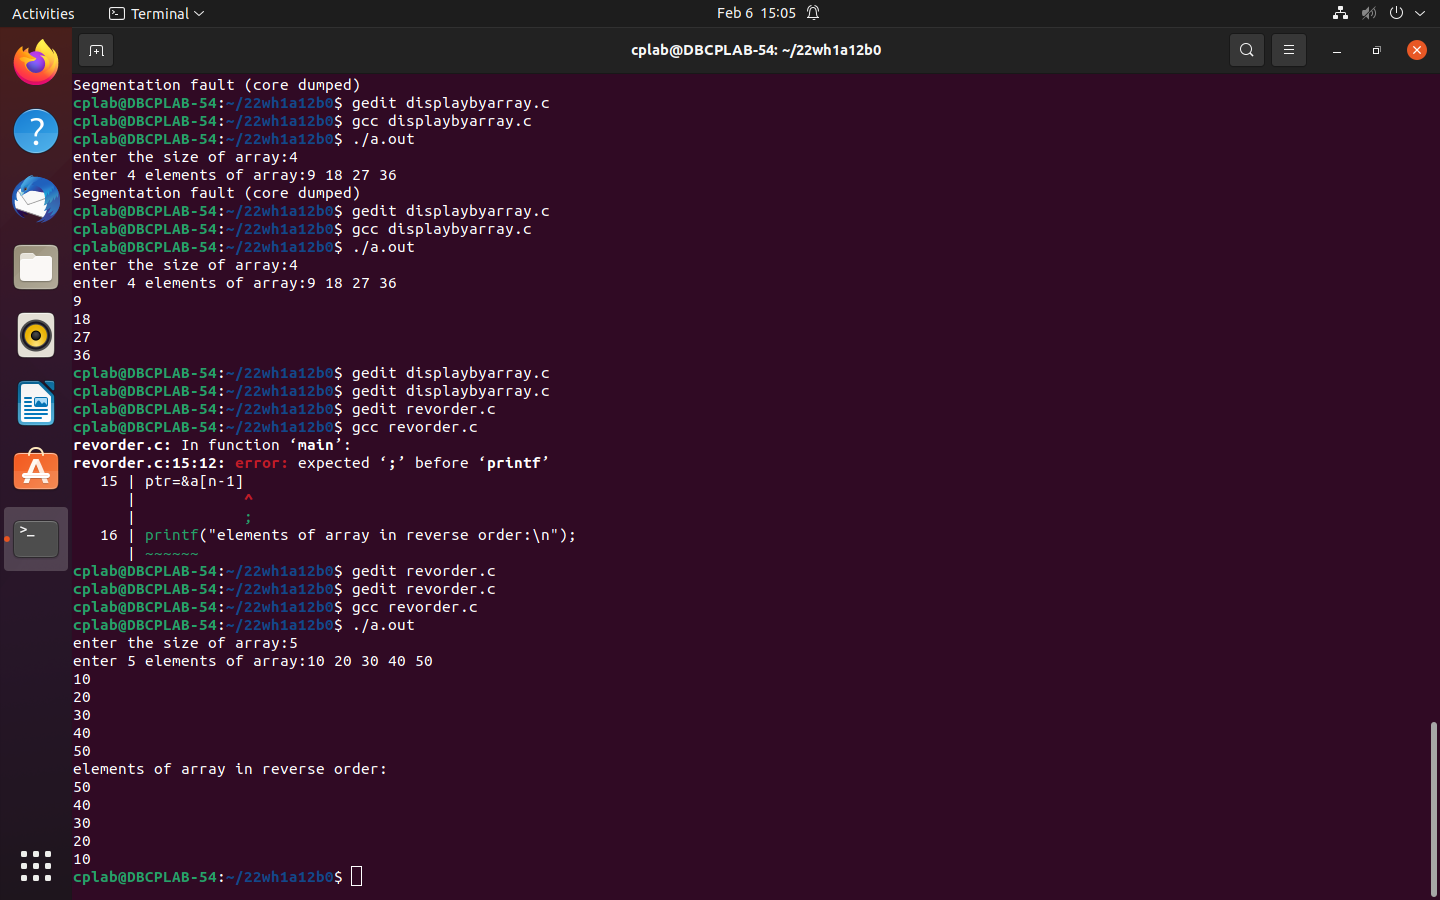 Activities
Terminal
Feb 6 15:05
cplab@DBCPLAB-54: ~/22wh1a12b0
Segmentation fault (core dumped)
cplab@DBCPLAB-54:~/22wh1a12b0$ gedit displaybyarray.c
cplab@DBCPLAB-54:~/22wh1a12b0$ gcc displaybyarray.c
cplab@DBCPLAB-54:~/22wh1a12b0$ ./a.out
enter the size of array:4
enter 4 elements of array:9 18 27 36
Segmentation fault (core dumped)
cplab@DBCPLAB-54:~/22wh1a12b0$ gedit displaybyarray.c
cplab@DBCPLAB-54:~/22wh1a12b0$ gcc displaybyarray.c
cplab@DBCPLAB-54:~/22wh1a12b0$ ./a.out
enter the size of array:4
enter 4 elements of array:9 18 27 36
9
18
27
36
cplab@DBCPLAB-54:~/22wh1a12b0$ gedit displaybyarray.c
cplab@DBCPLAB-54:~/22wh1a12b0$ gedit displaybyarray.c
cplab@DBCPLAB-54:~/22wh1a12b0$ gedit revorder.c
cplab@DBCPLAB-54:~/22wh1a12b0$ gcc revorder.c
revorder.c: In function ‘main’:
revorder.c:15:12: error: expected ‘;’ before ‘printf’
   15 | ptr=&a[n-1]
      |            ^
      |            ;
   16 | printf("elements of array in reverse order:\n");
      | ~~~~~~
cplab@DBCPLAB-54:~/22wh1a12b0$ gedit revorder.c
cplab@DBCPLAB-54:~/22wh1a12b0$ gedit revorder.c
cplab@DBCPLAB-54:~/22wh1a12b0$ gcc revorder.c
cplab@DBCPLAB-54:~/22wh1a12b0$ ./a.out
enter the size of array:5
enter 5 elements of array:10 20 30 40 50
10
20
30
40
50
elements of array in reverse order:
50
40
30
20
10
cplab@DBCPLAB-54:~/22wh1a12b0$